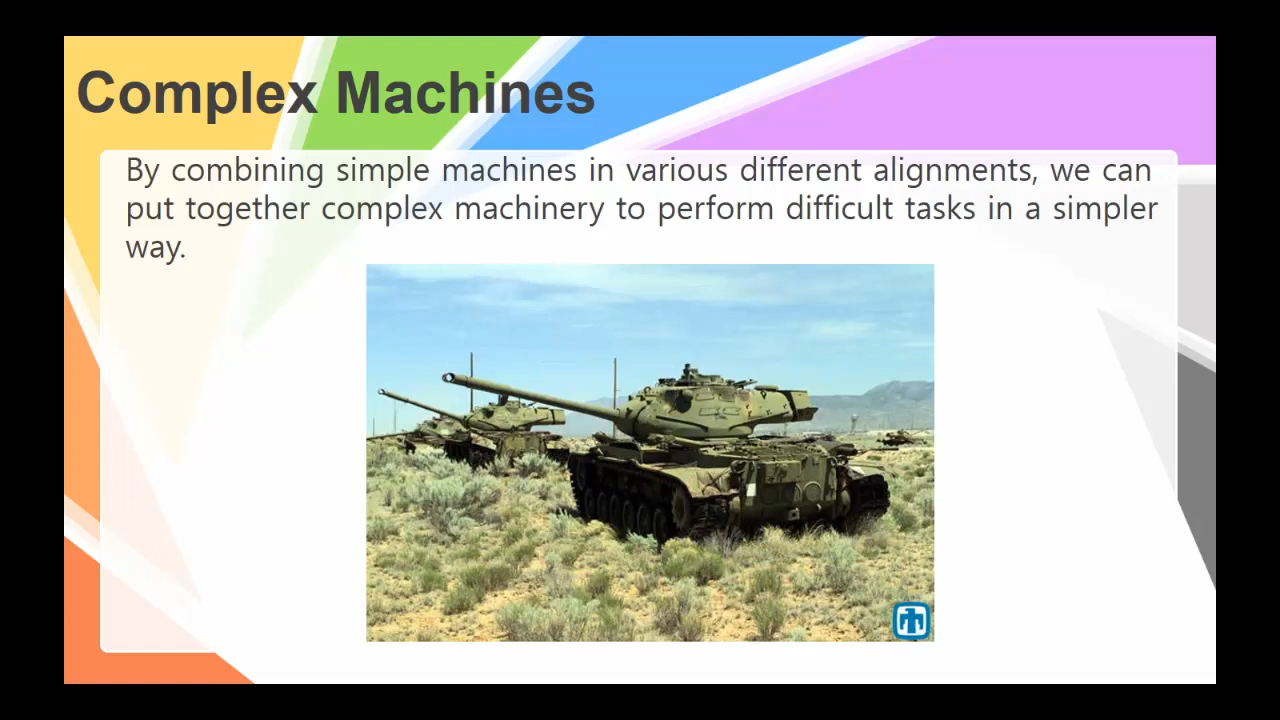 Complex Machines
By combining simple machines in various different alignments, we can
put together complex machinery to perform difficult tasks in a simpler
way.